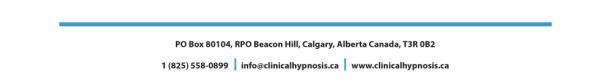 PO Box 80104, RPO Beacon Hill, Calgary, Alberta Canada, T3R 0B2
1 (825) 558-0899 | info@clinicalhypnosis.ca | www.clinicalhypnosis.ca